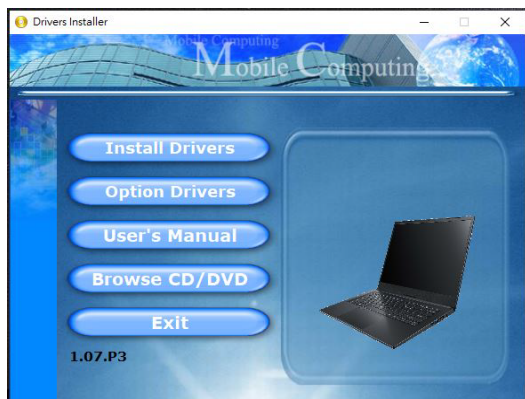 Drivers Installer
Mobile Computing
Mobile Computing
Install Drivers
Option Drivers
User's Manual
Browse CD/DVD
Exit
1.07.P3